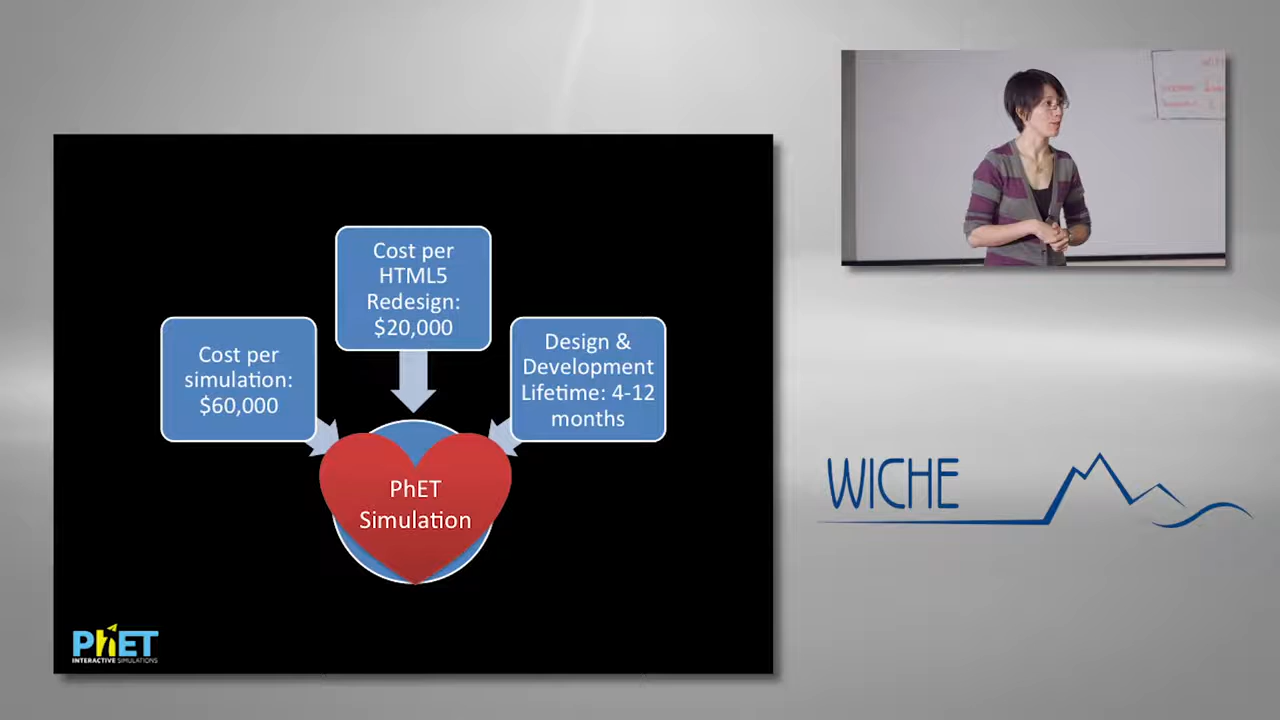 Cost per
HTML5
Redesign:
$20,000
Cost per
simulation:
$60,000
Design &
Development
Lifetime: 4-12
months
PhET
Simulation
PhET
INTERACTIVE SIMULATIONS
WICHE